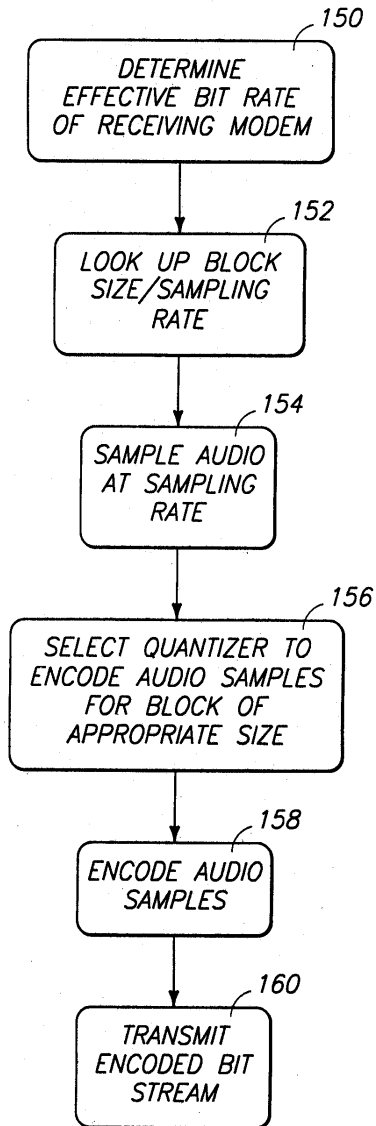 150
DETERMINE
EFFECTIVE BIT RATE
OF RECEIVING MODEM
152
LOOK UP BLOCK
SIZE/SAMPLING
RATE
154
SAMPLE AUDIO
AT SAMPLING
RATE
156
SELECT QUANTIZER TO
ENCODE AUDIO SAMPLES
FOR BLOCK OF
APPROPRIATE SIZE
158
ENCODE AUDIO
SAMPLES
160
TRANSMIT
ENCODED BIT
STREAM